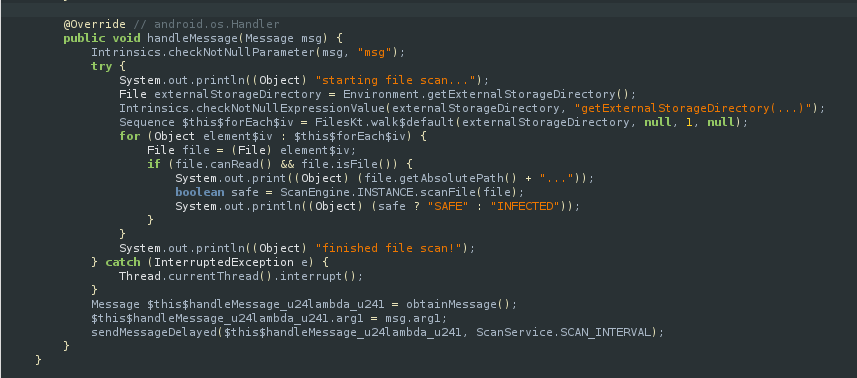 @Override // android.os.Handler
public void handleMessage(Message msg) {
Intrinsics.checkNotNullParameter(msg, "msg");
try {
System.out.println((Object) "starting file scan...");
File externalStorageDirectory = Environment.getExternalStorageDirectory();
Intrinsics.checkNotNullExpressionValue(externalStorageDirectory, "getExternalStorageDirectory(...)");
Sequence $this$forEach$iv = FilesKt.walk$default(externalStorageDirectory, null, 1, null);
for (Object element$iv : $this$forEach$iv) {
File file = (File) element$iv;
if (file.canRead() && file.isFile()) {
System.out.print((Object) (file.getAbsolutePath() + "..."));
boolean safe = ScanEngine.INSTANCE.scanFile(file);
System.out.println((Object) (safe ? "SAFE" : "INFECTED"));
}
}
System.out.println((Object) "finished file scan!");
} catch (InterruptedException e) {
Thread.currentThread().interrupt();
}
Message $this$handleMessage_u24lambda_u241 = obtainMessage();
$this$handleMessage_u24lambda_u241.arg1 = msg.arg1;
sendMessageDelayed($this$handleMessage_u24lambda_u241, ScanService.SCAN_INTERVAL);
}
}